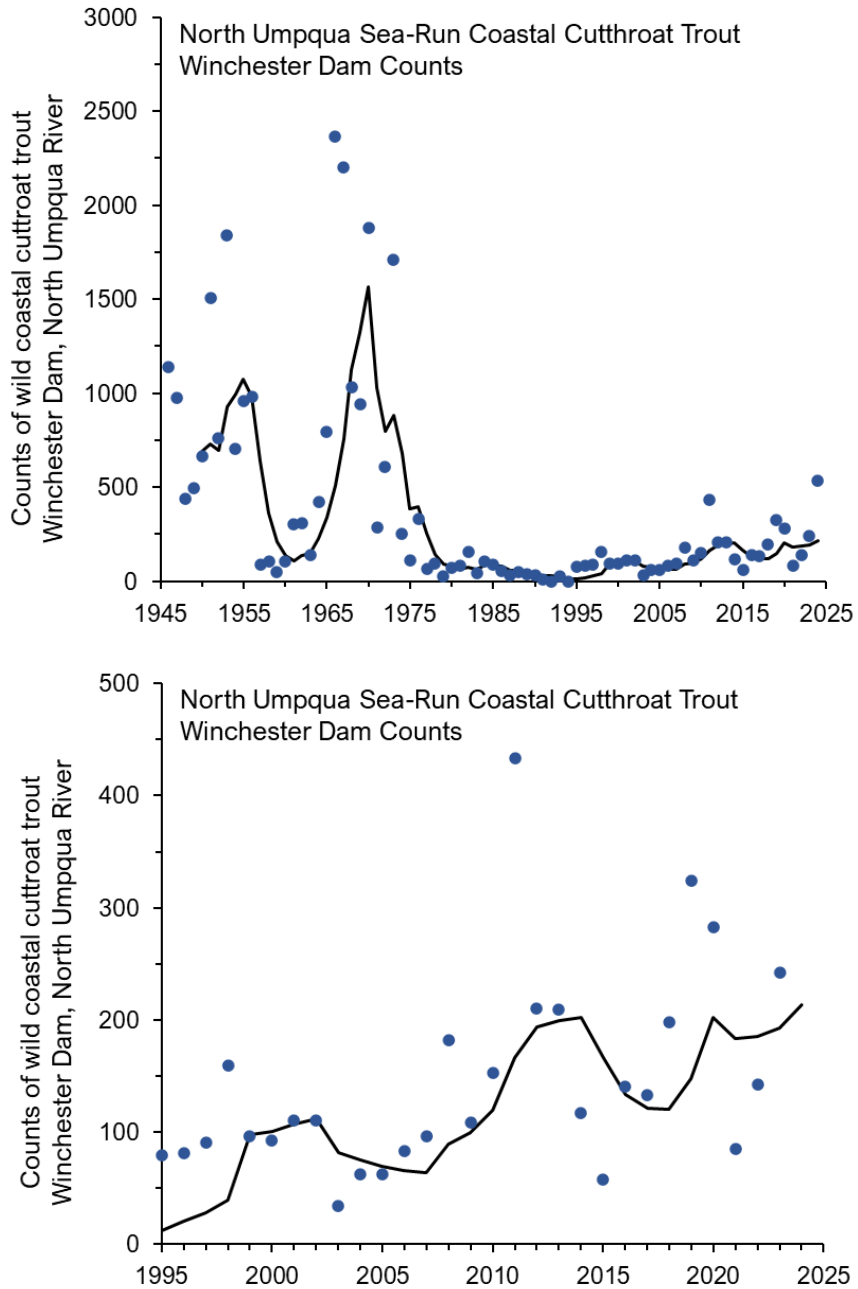 North Umpqua Sea-Run Coastal Cutthroat Trout
Winchester Dam Counts
Counts of wild coastal cuttroat trout
Winchester Dam, North Umpqua River
3000
2500
2000
1500
1000
500
0
1945 1955 1965 1975 1985 1995 2005 2015 2025
North Umpqua Sea-Run Coastal Cutthroat Trout
Winchester Dam Counts
Counts of wild coastal cuttroat trout
Winchester Dam, North Umpqua River
500
400
300
200
100
0
1995 2000 2005 2010 2015 2020 2025